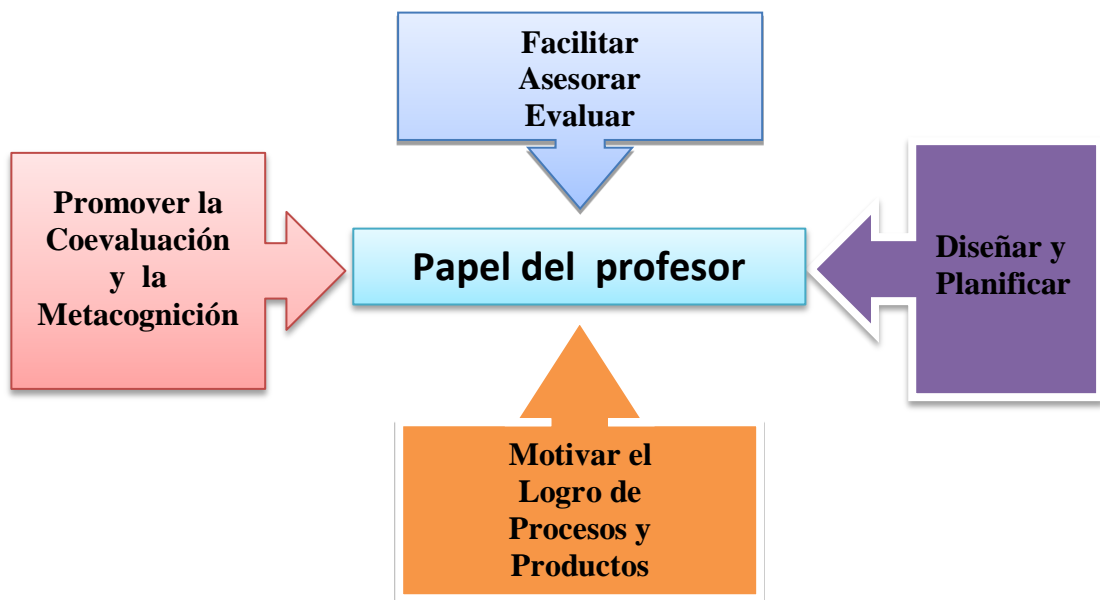 Facilitar
Asesorar
Evaluar
Promover la
Coevaluación
y la
Metacognición
Papel del profesor
Diseñar y
Planificar
Motivar el
Logro de
Procesos y
Productos